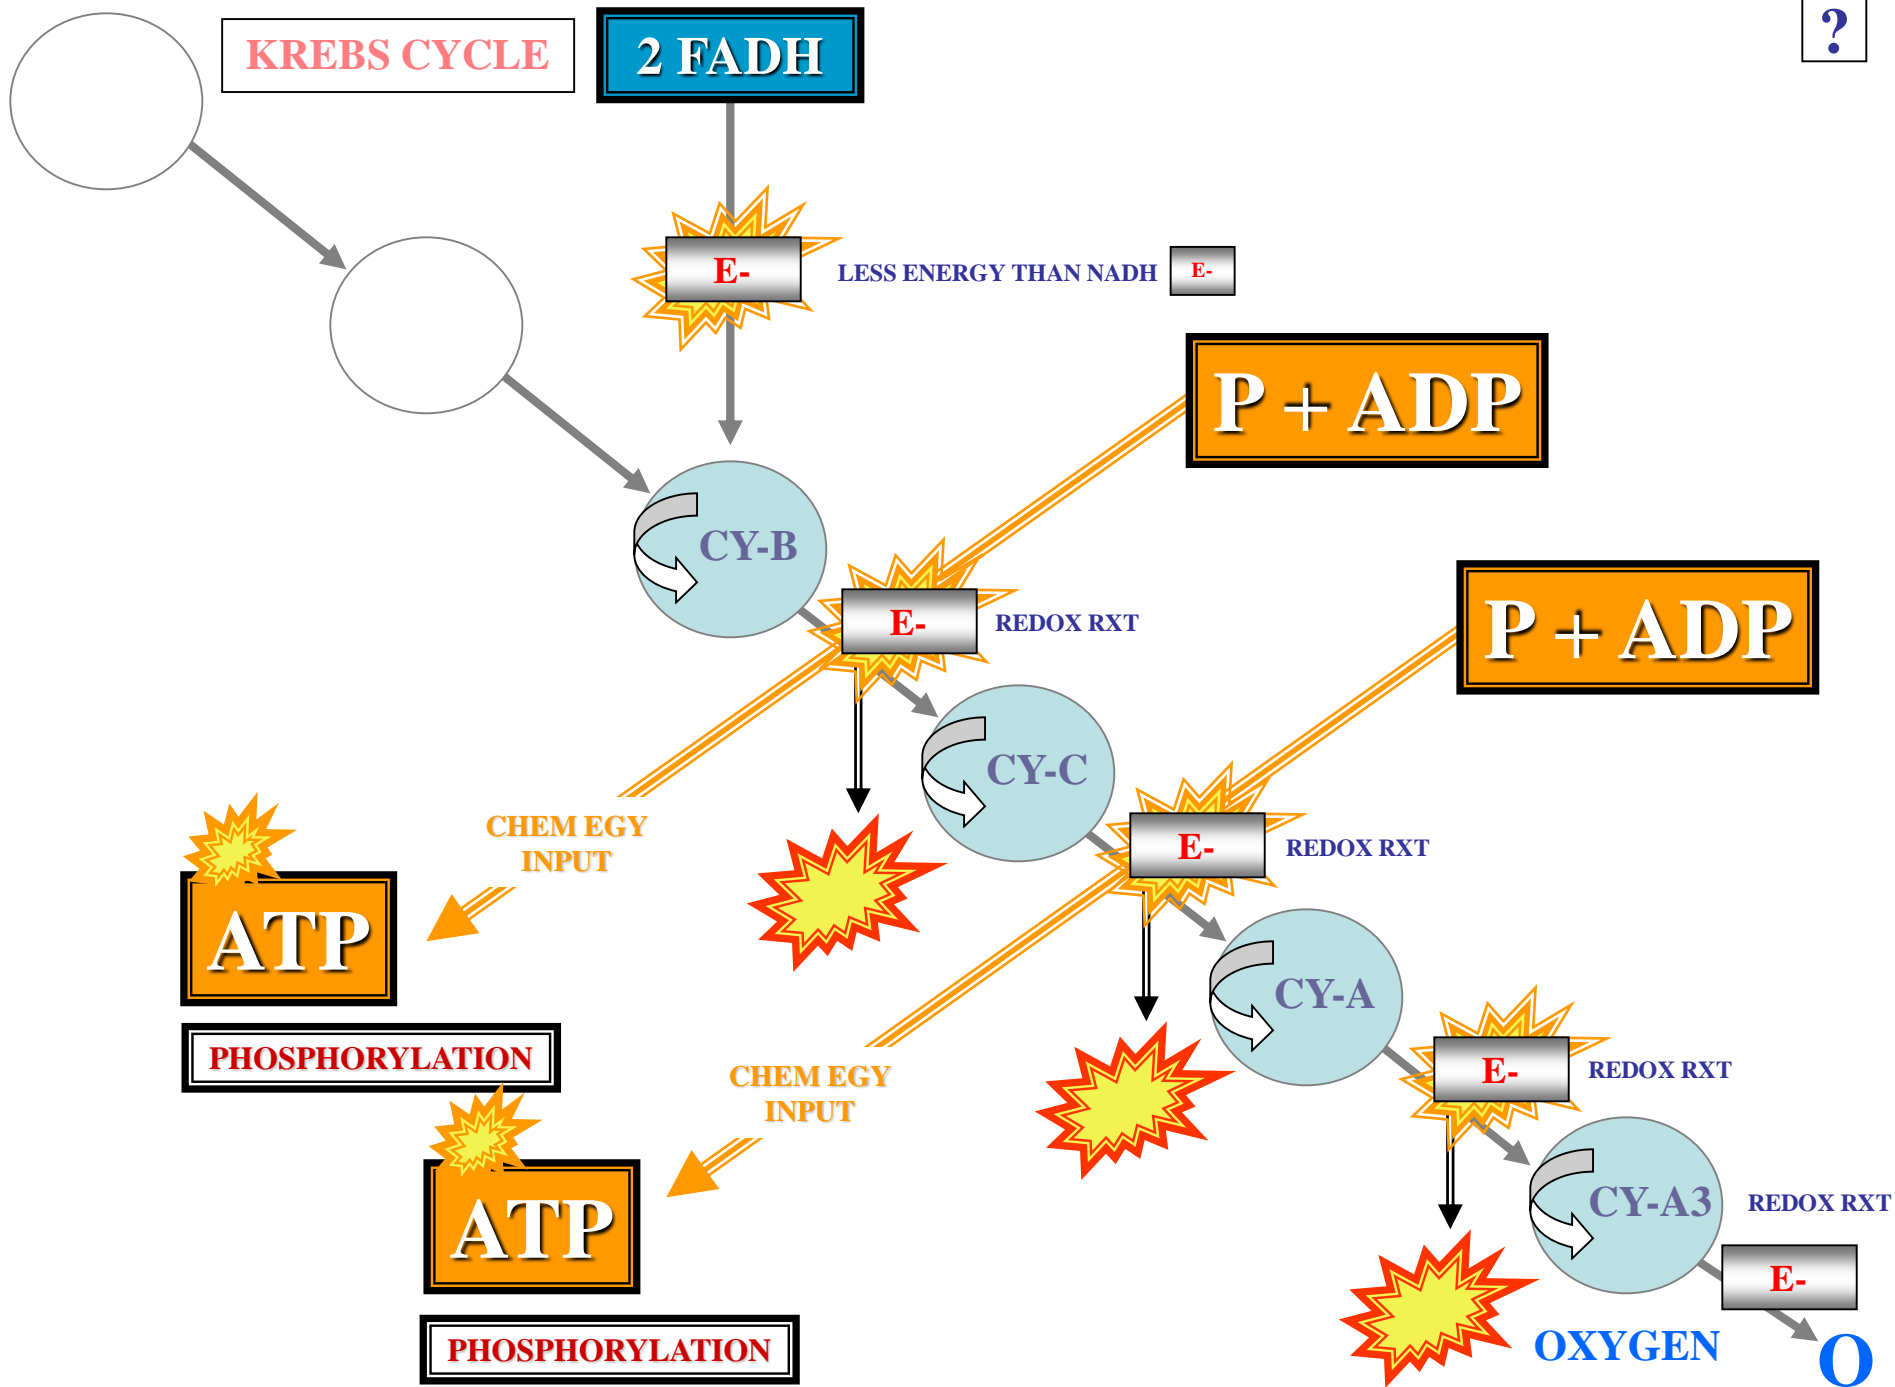 KREBS CYCLE
2 FADH
?
E-
LESS ENERGY THAN NADH
E-
P + ADP
CY-B
E-
REDOX RXT
P + ADP
CY-C
CHEM EGY
INPUT
E-
REDOX RXT
ATP
CY-A
PHOSPHORYLATION
CHEM EGY
INPUT
E-
REDOX RXT
ATP
CY-A3
REDOX RXT
E-
PHOSPHORYLATION
OXYGEN
O